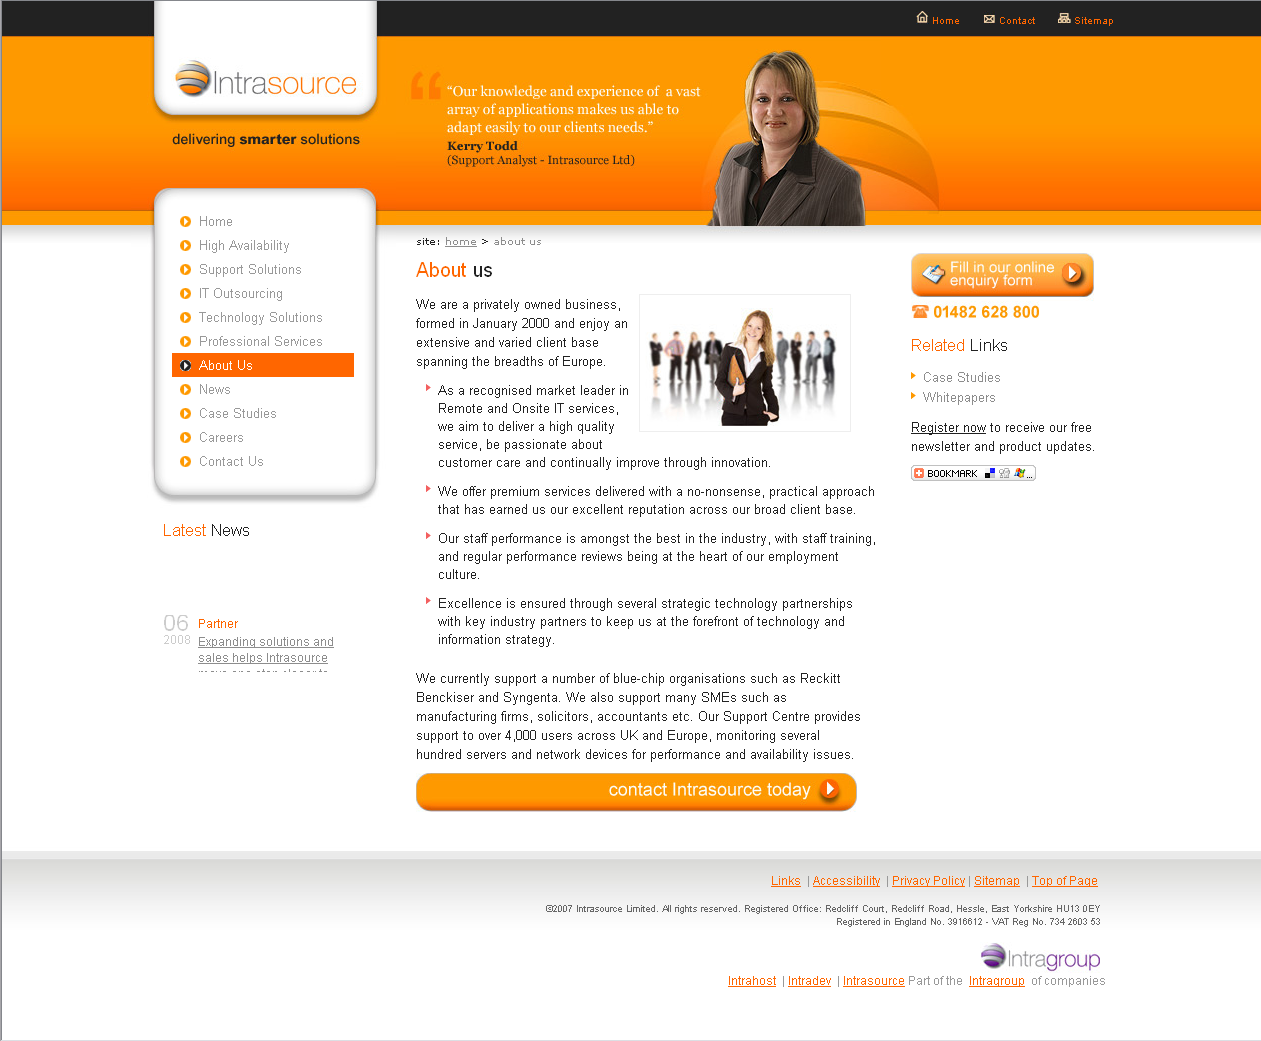 Home
Contact
Sitemap
Intrasource
delivering smarter solutions
“Our knowledge and experience of a vast
array of applications makes us able to
adapt easily to our clients needs.”
Kerry Todd
(Support Analyst - Intrasource Ltd)
Home
High Availability
Support Solutions
IT Outsourcing
Technology Solutions
Professional Services
About Us
News
Case Studies
Careers
Contact Us
Latest News
06
2008
Partner
Expanding solutions and
sales helps Intrasource
site: home > about us
About us
We are a privately owned business,
formed in January 2000 and enjoy an
extensive and varied client base
spanning the breadths of Europe.
As a recognised market leader in
Remote and Onsite IT services,
we aim to deliver a high quality
service, be passionate about
customer care and continually improve through innovation.
We offer premium services delivered with a no-nonsense, practical approach
that has earned us our excellent reputation across our broad client base.
Our staff performance is amongst the best in the industry, with staff training,
and regular performance reviews being at the heart of our employment
culture.
Excellence is ensured through several strategic technology partnerships
with key industry partners to keep us at the forefront of technology and
information strategy.
We currently support a number of blue-chip organisations such as Reckitt
Benckiser and Syngenta. We also support many SMEs such as
manufacturing firms, solicitors, accountants etc. Our Support Centre provides
support to over 4,000 users across UK and Europe, monitoring several
hundred servers and network devices for performance and availability issues.
contact Intrasource today
Fill in our online
enquiry form
01482 628 800
Related Links
Case Studies
Whitepapers
Register now to receive our free
newsletter and product updates.
BOOKMARK
Links | Accessibility | Privacy Policy | Sitemap | Top of Page
©2007 Intrasource Limited. All rights reserved. Registered Office: Redcliff Court, Redcliff Road, Hessle, East Yorkshire HU13 0EY
Registered in England No. 3916612 - VAT Reg No. 734 2603 53
Intragroup
Intrahost | Intradev | Intrasource Part of the Intragroup of companies